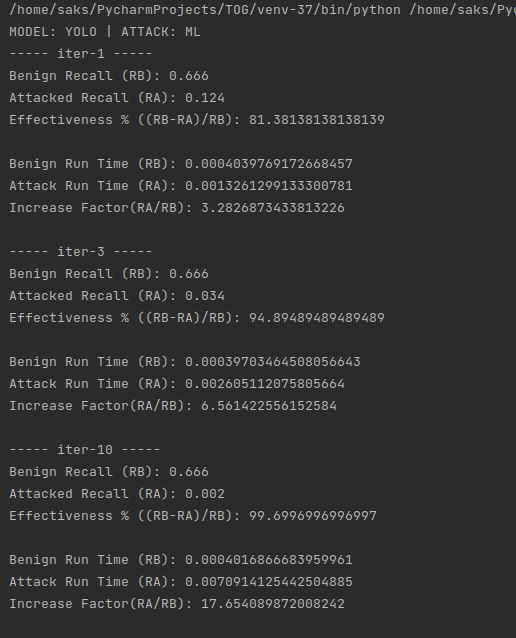 /home/saks/PycharmProjects/TOG/venv-37/bin/python /home/saks/Pyc
MODEL: YOLO | ATTACK: ML
----- iter-1 -----
Benign Recall (RB): 0.666
Attacked Recall (RA): 0.124
Effectiveness % ((RB-RA)/RB): 81.38138138138139
Benign Run Time (RB): 0.0004039769172668457
Attack Run Time (RA): 0.0013261299133300781
Increase Factor(RA/RB): 3.2826873433813226
----- iter-3 -----
Benign Recall (RB): 0.666
Attacked Recall (RA): 0.034
Effectiveness % ((RB-RA)/RB): 94.89489489489489
Benign Run Time (RB): 0.00039703464508056643
Attack Run Time (RA): 0.002605112075805664
Increase Factor(RA/RB): 6.561422556152584
----- iter-10 -----
Benign Recall (RB): 0.666
Attacked Recall (RA): 0.002
Effectiveness % ((RB-RA)/RB): 99.6996996996997
Benign Run Time (RB): 0.0004016866683959961
Attack Run Time (RA): 0.0070914125442504885
Increase Factor(RA/RB): 17.654089872008242